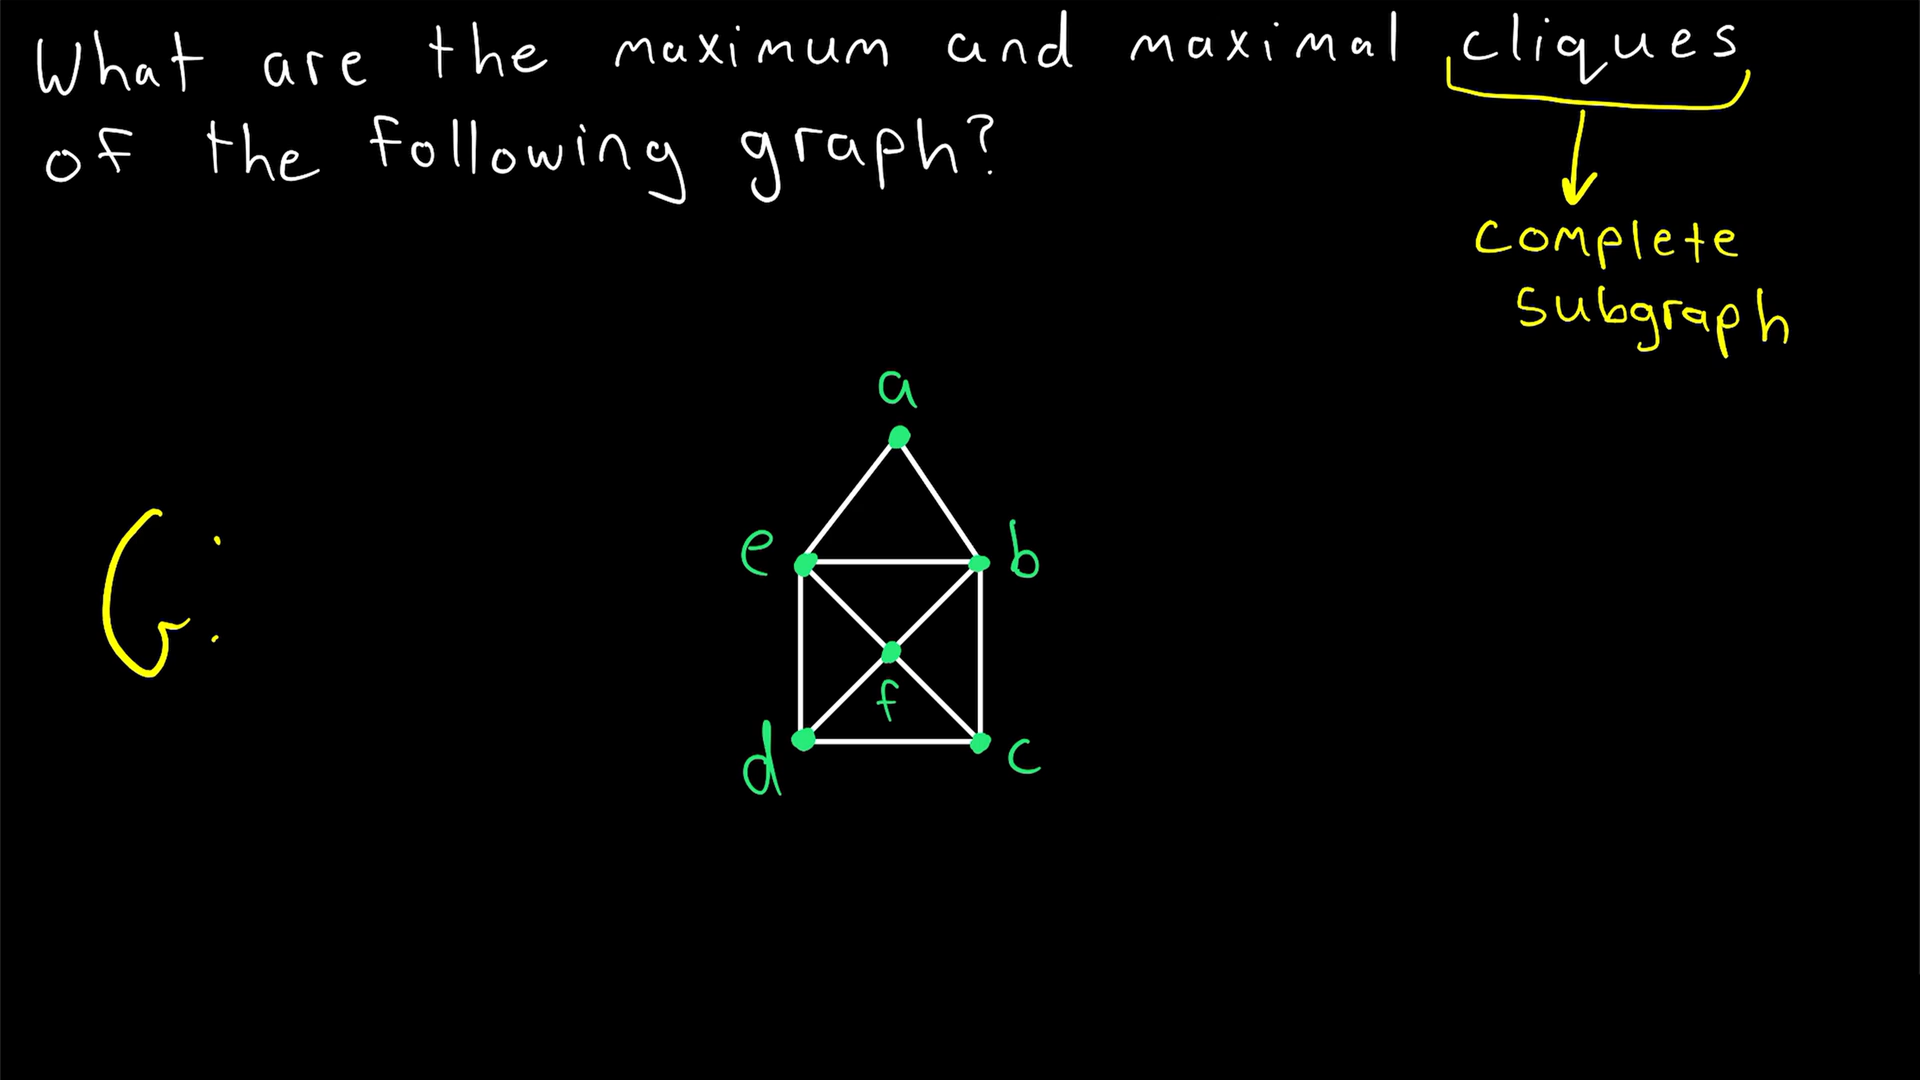 What are the maximum and maximal cliques
of the following graph?
complete
subgraph
a
e
b
G:
f
d
c